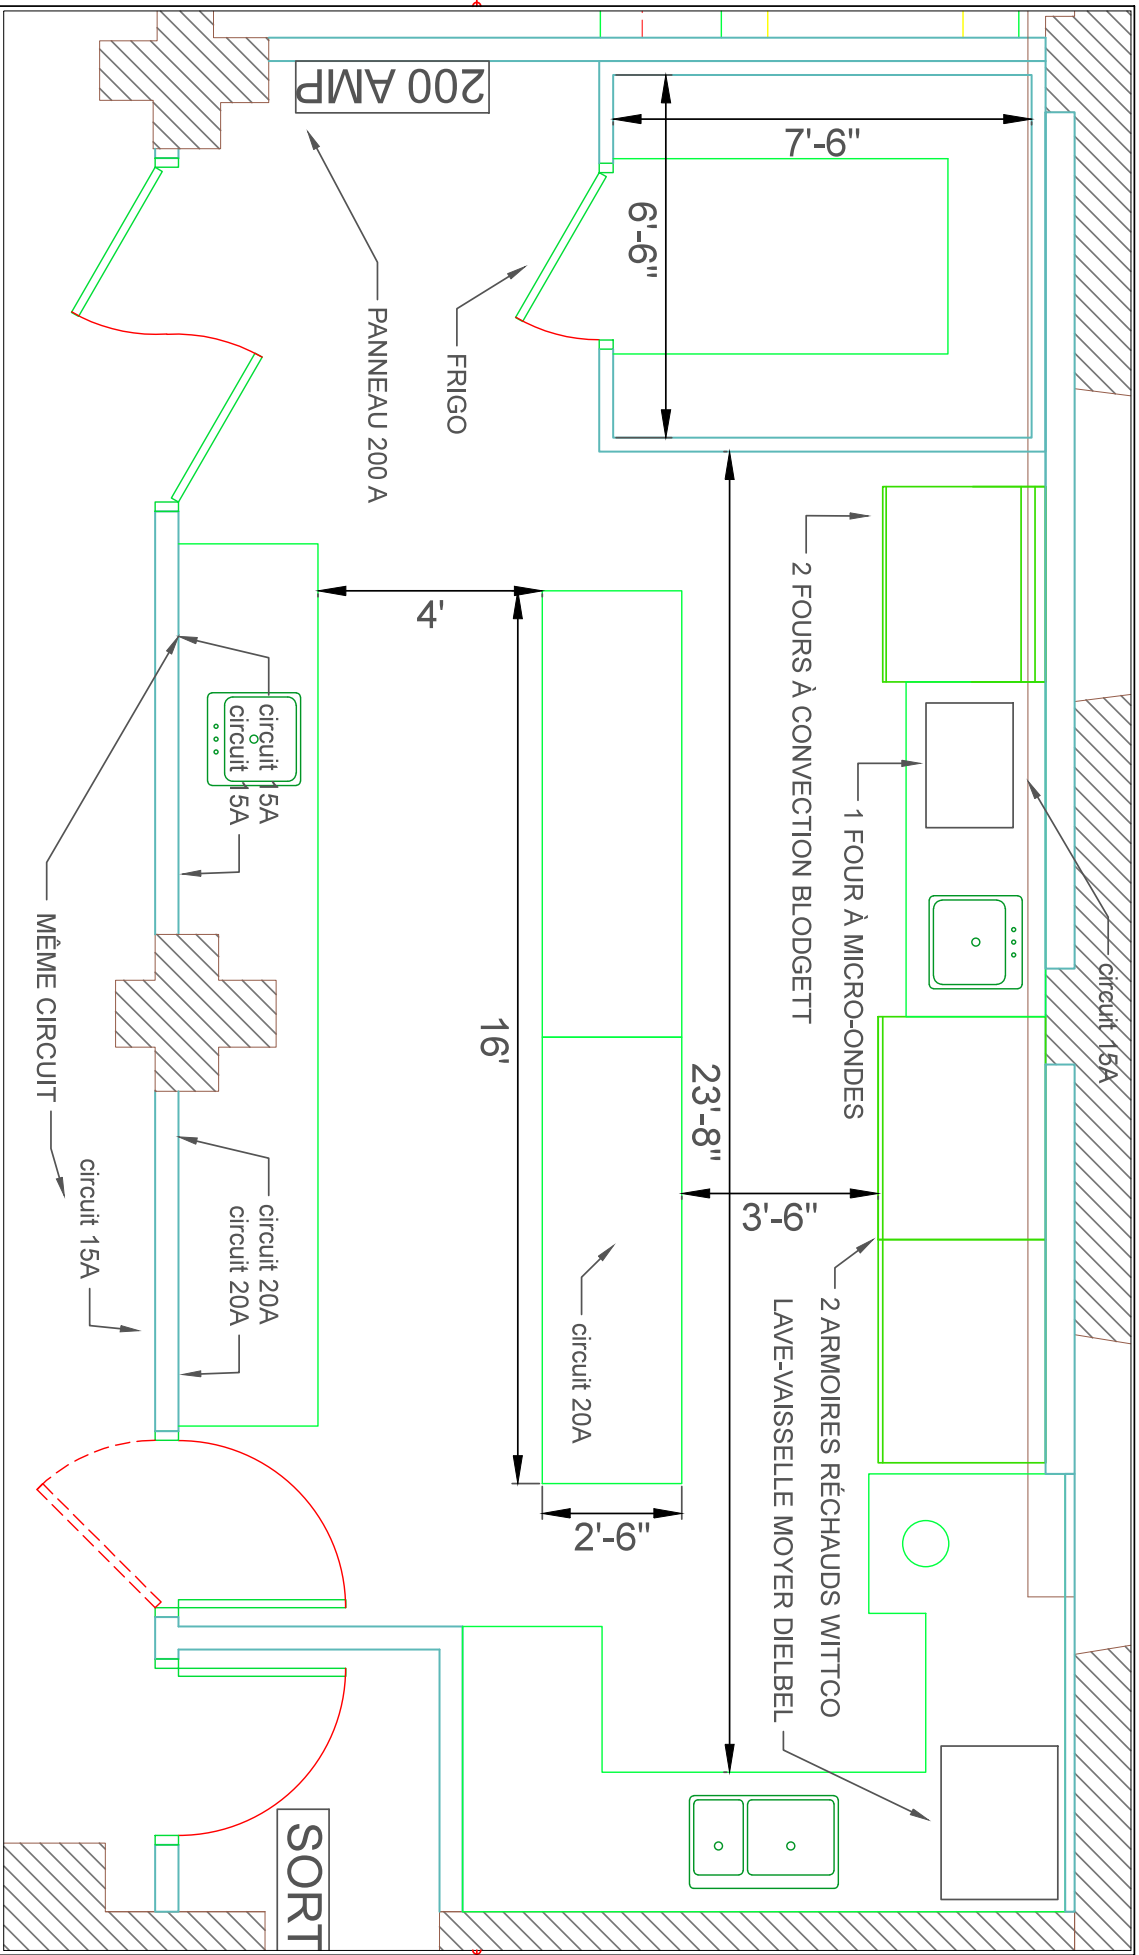 circuit 15A
1 FOUR À MICRO-ONDES
2 FOURS À CONVECTION BLODGETT
2 ARMOIRES RÉCHAUDS WITTCO
LAVE-VAISSELLE MOYER DIELBEL
7'-6"
6'-6"
23'-8"
3'-6"
2'-6"
16'
4'
circuit 20A
FRIGO
PANNEAU 200 A
200 AMP
circuit 15A
circuit 15A
circuit 20A
circuit 20A
circuit 15A
MÊME CIRCUIT
SORT